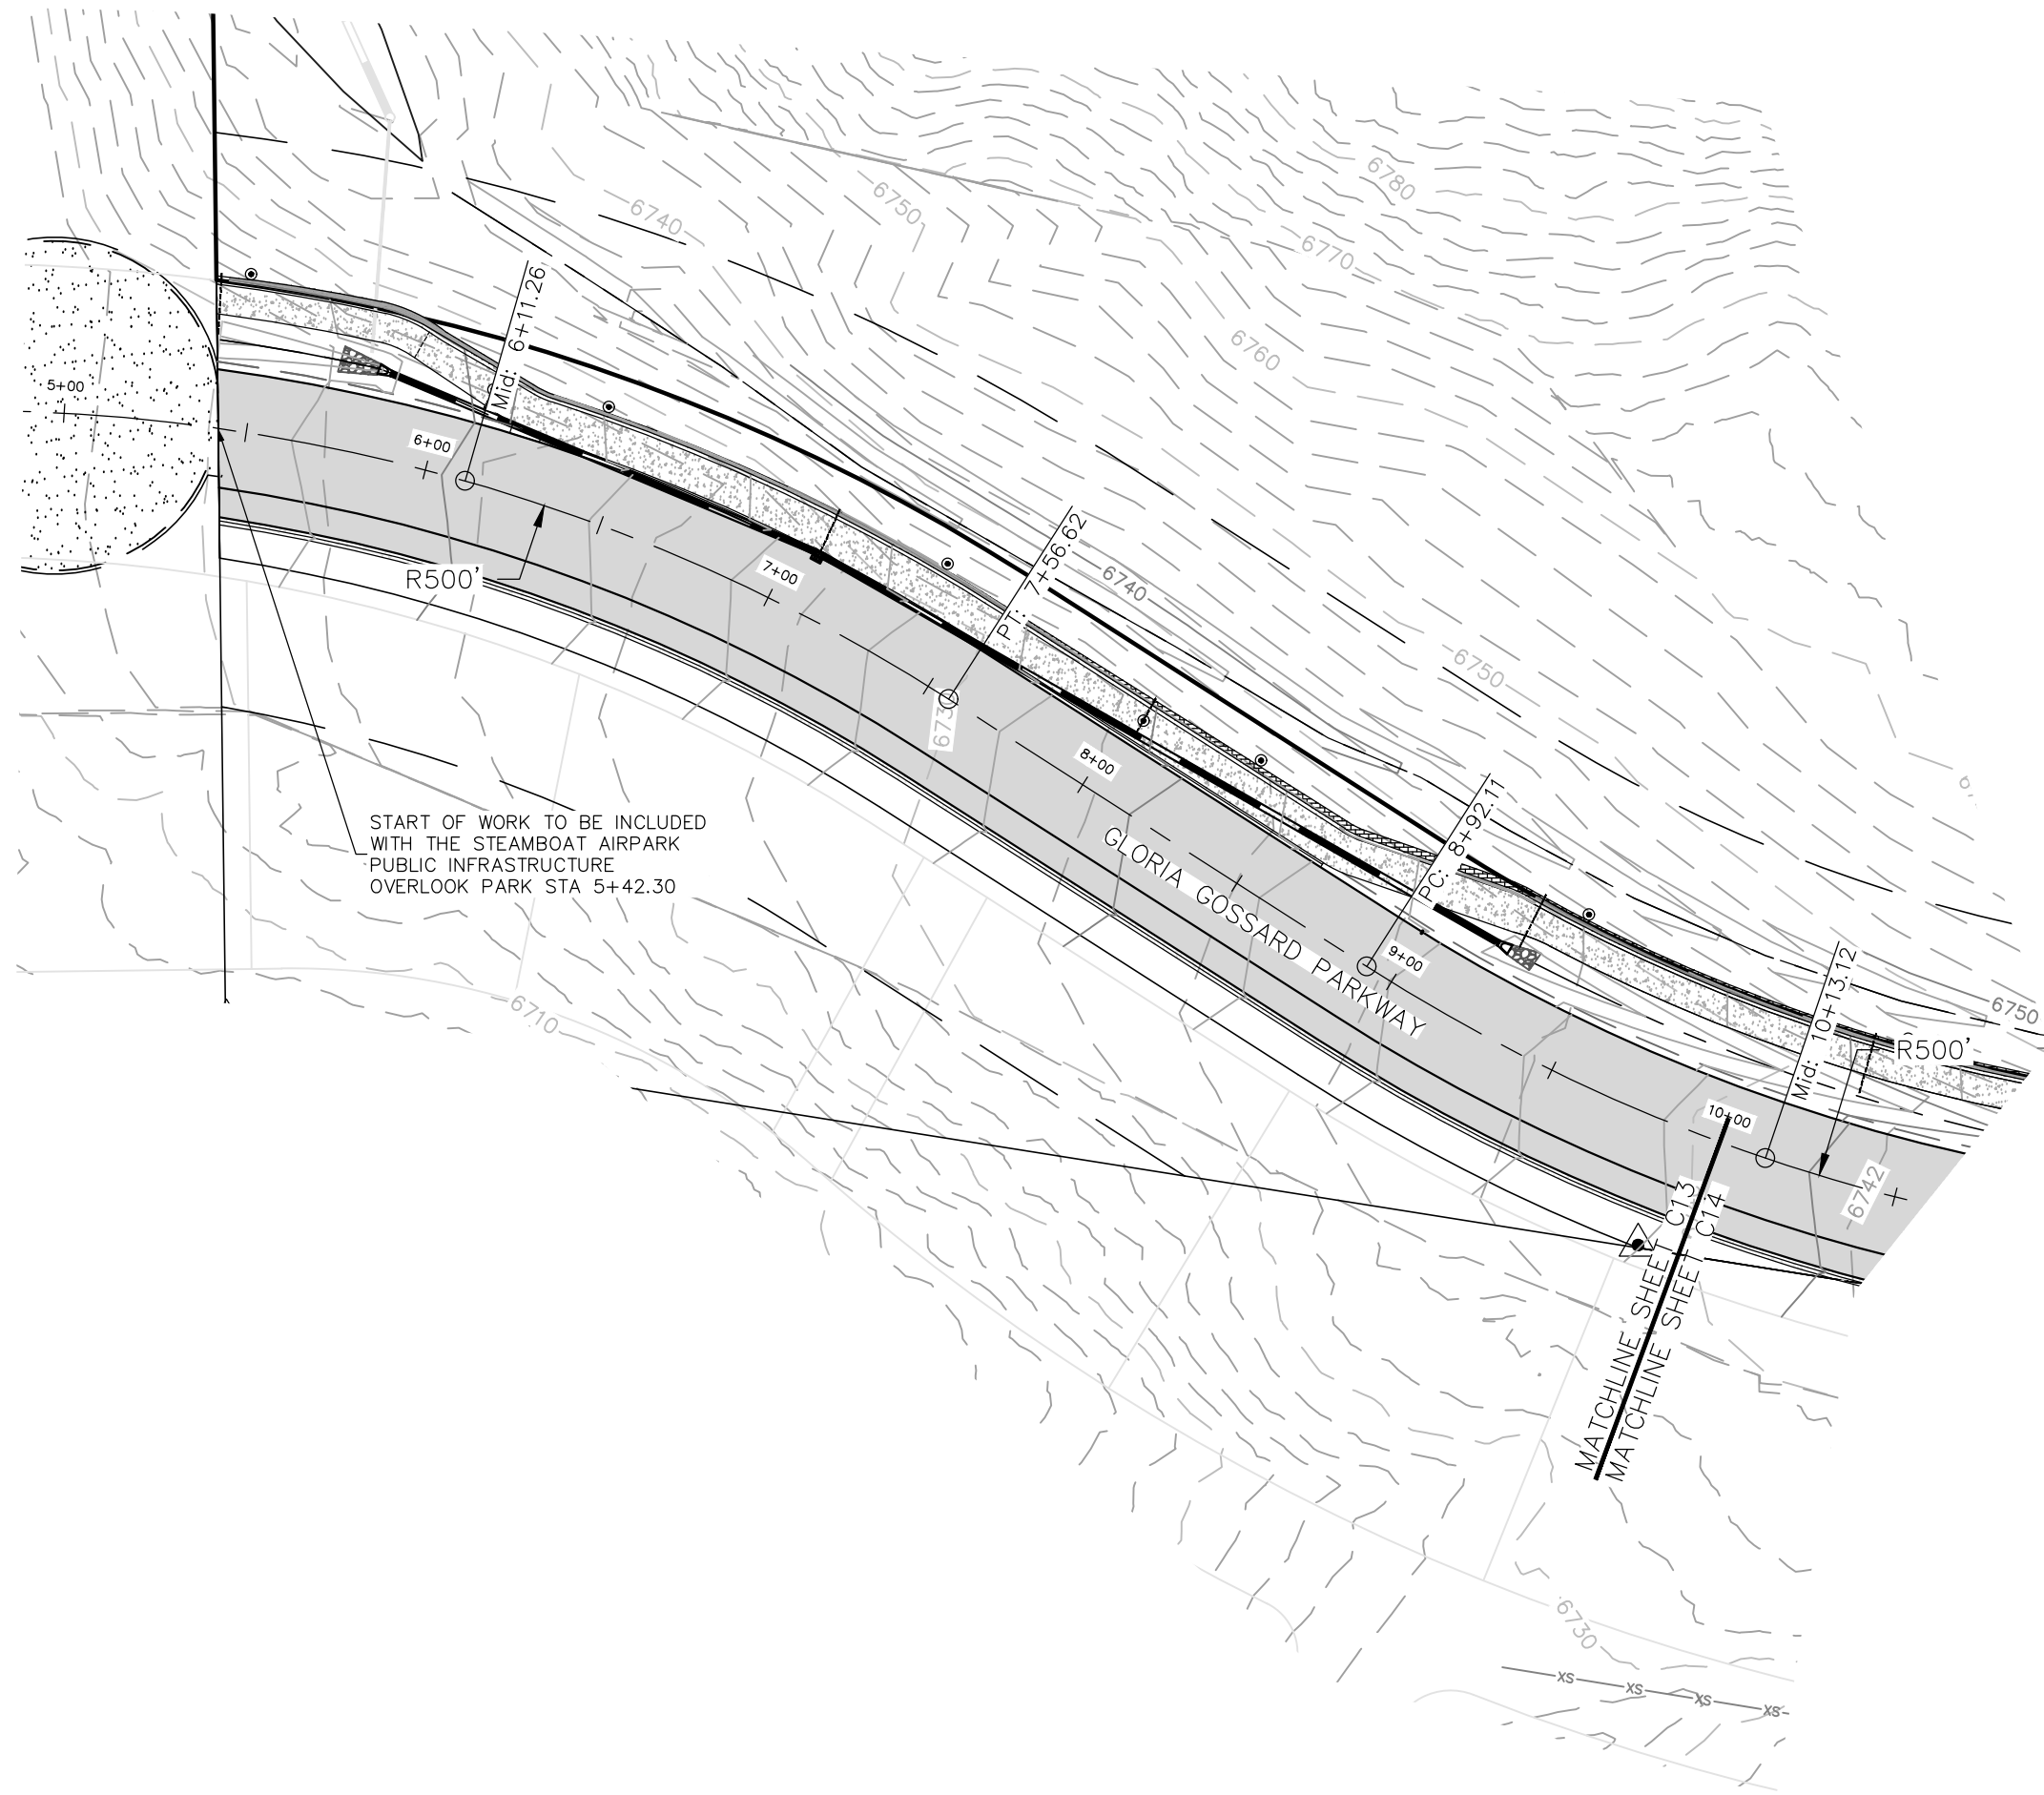 6780
6750
6740
6770
6760
Mid: 6+11.26
5+00
6+00
R500'
7+00
PT: 7+56.62
6740
6750
673
8+00
START OF WORK TO BE INCLUDED
WITH THE STEAMBOAT AIRPARK
PUBLIC INFRASTRUCTURE
OVERLOOK PARK STA 5+42.30
GLORIA GOSSARD PARKWAY
PC: 8+92.11
9+00
6710
Mid: 10+13.12
6750
R500'
10+00
6742
MATCHLINE SHEET C13
MATCHLINE SHEET C14
6730
XS
XS
XS
XS